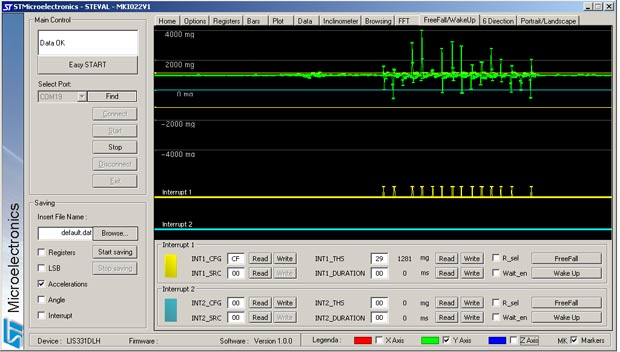 STMicroelectronics - STEVAL - MKI022V1
Main Control
Data OK
Easy START
Select Port:
COM19
Find
Connect
Start
Stop
Disconnect
Exit
Saving
Insert File Name :
default.dat
Browse...
Registers
Start saving
LSB
Stop saving
Accelerations
Angle
Interrupt
Home Options Registers Bars Plot Data Inclinometer Browsing FFT FreeFall/WakeUp 6 Direction Portrait/Landscape
4000 mg
0 mg
-2000 mg
-4000 mg
Interrupt 1
Interrupt 2
Interrupt 1
INT1_CFG CF Read Write INT1_THS 29 1281 mg Read Write R_sel FreeFall
INT1_SRC 00 Read Write INT1_DURATION 00 0 ms Read Write Wait_en Wake Up
Interrupt 2
INT2_CFG 00 Read Write INT2_THS 00 0 mg Read Write R_sel FreeFall
INT2_SRC 00 Read Write INT2_DURATION 00 0 ms Read Write Wait_en Wake Up
Device : LIS331DLH Firmware : Software : Version 1.0.0 Legenda : X Axis Y Axis Z Axis MK Markers
ST Microelectronics